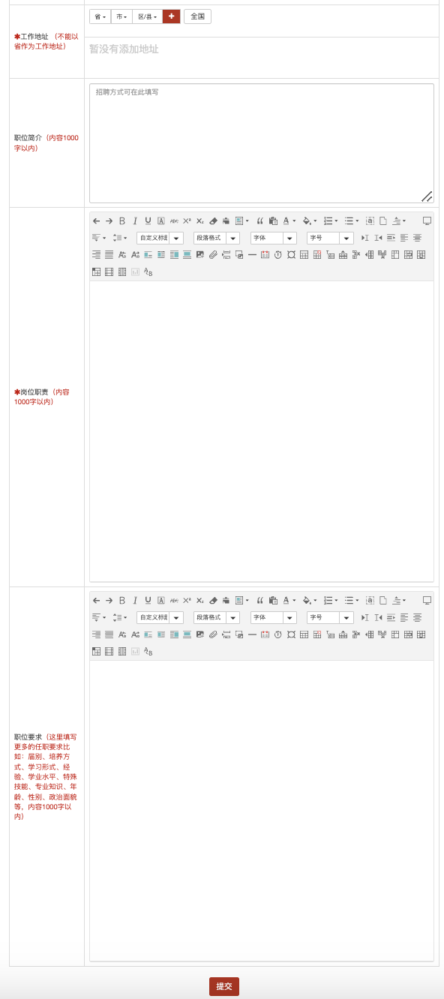 省 市 区/县 全国
✱工作地址 （不能以
省作为工作地址）
暂没有添加地址
招聘方式可在此填写
职位简介（内容1000
字以内）
B I U A ABC X² X₂
自定义标题 段落格式 字体 字号
✱岗位职责（内容
1000字以内）
B I U A ABC X² X₂
自定义标题 段落格式 字体 字号
职位要求（这里填写
更多的任职要求比
如：届别、培养方
式、学习形式、经
验、学业水平、特殊
技能、专业知识、年
龄、性别、政治面貌
等，内容1000字以
内）
提交